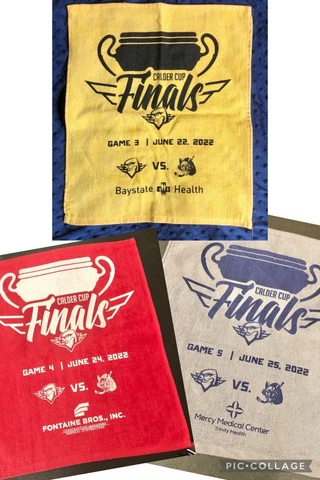 CALDER CUP
Finals
GAME 3 | JUNE 22, 2022
VS.
Baystate Health
CALDER CUP
Finals
GAME 4 | JUNE 24, 2022
VS.
FONTAINE BROS., INC.
CALDER CUP
Finals
GAME 5 | JUNE 25, 2022
VS.
Mercy Medical Center
Trinity Health
PIC•COLLAGE